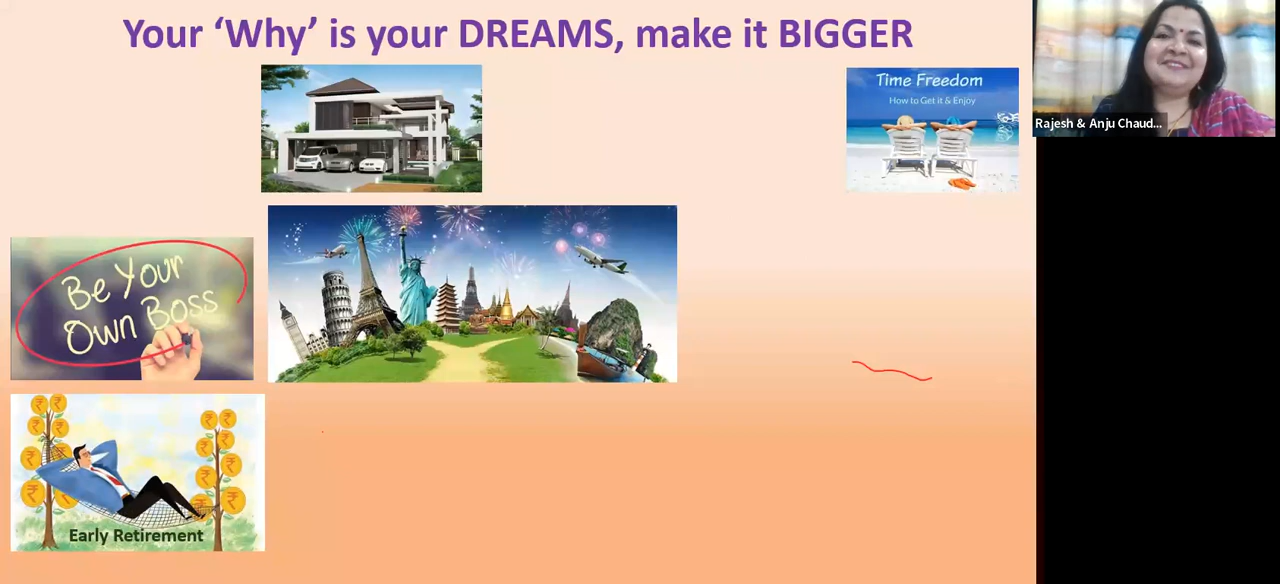 Your ‘Why’ is your DREAMS, make it BIGGER
Time Freedom
How to Get it & Enjoy
Rajesh & Anju Chaud...
Be Your
Own Boss
Early Retirement